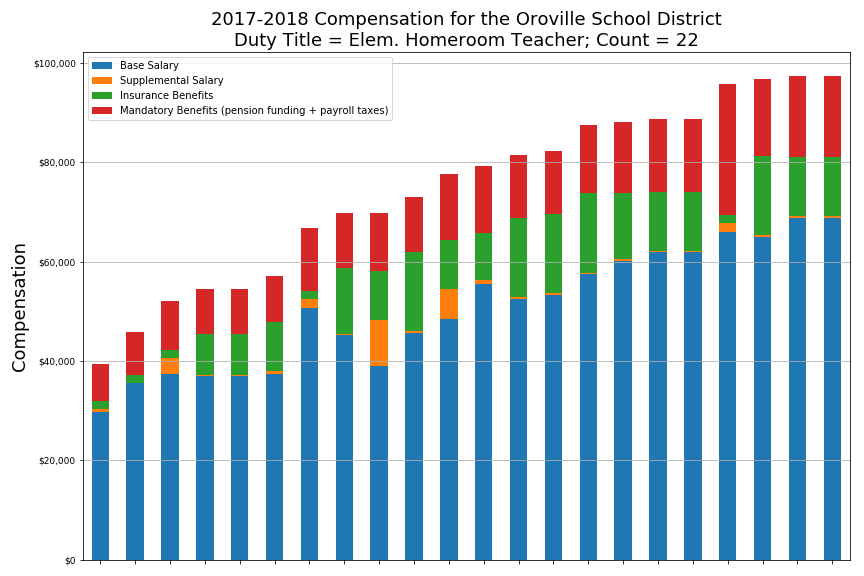 2017-2018 Compensation for the Oroville School District
Duty Title = Elem. Homeroom Teacher; Count = 22
Base Salary
Supplemental Salary
Insurance Benefits
Mandatory Benefits (pension funding + payroll taxes)
$100,000
$80,000
$60,000
$40,000
$20,000
$0
Compensation